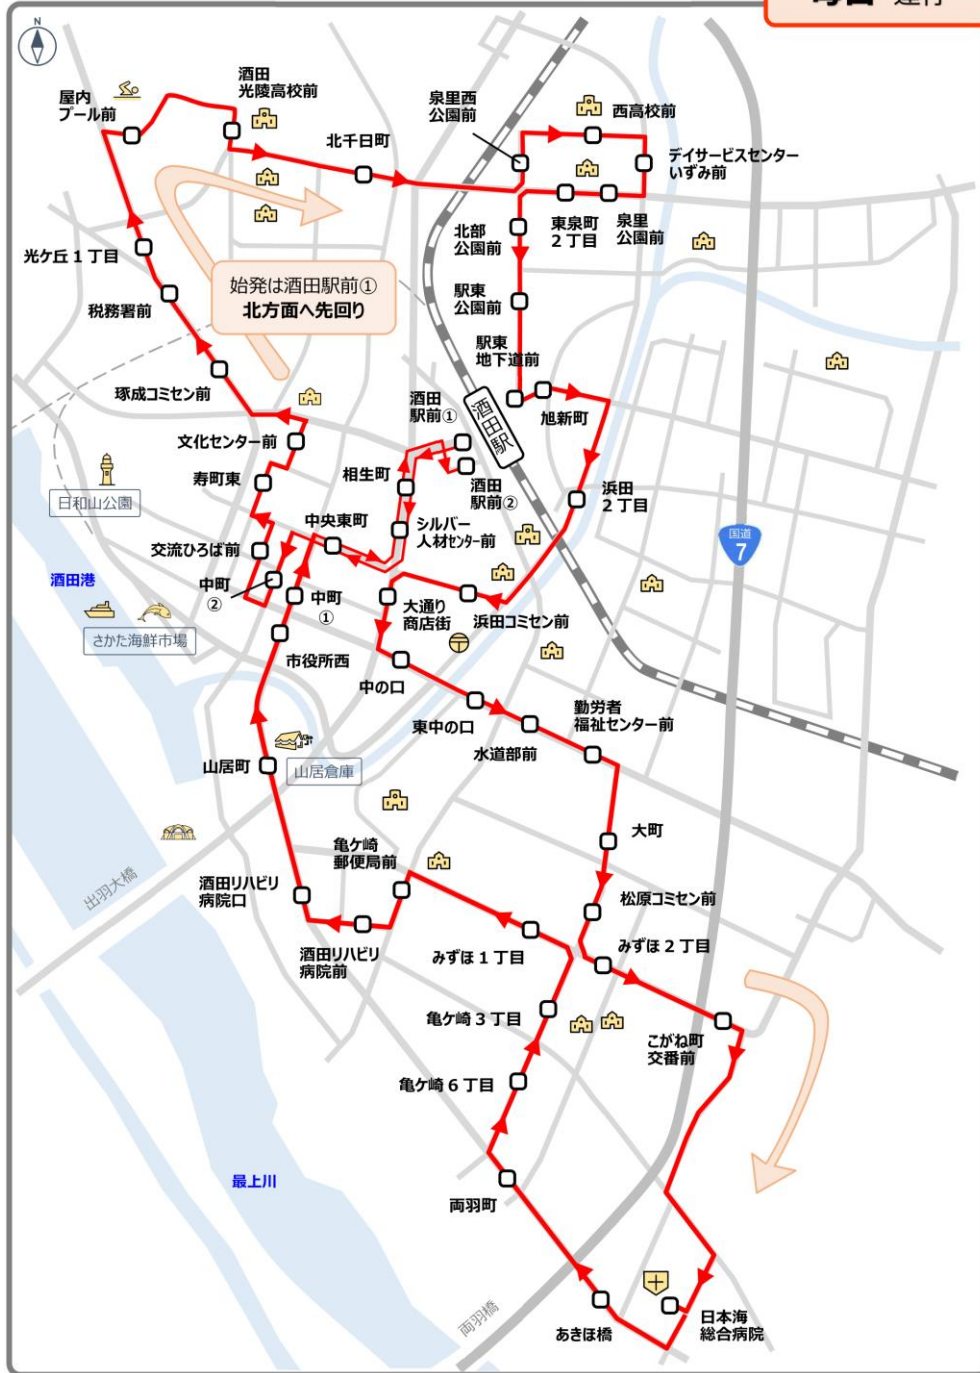 毎日 運行
N
屋内
プール前
酒田
光陵高校前
北千日町
泉里西
公園前
西高校前
デイサービスセンター
いずみ前
北部
公園前
東泉町
2丁目
泉里
公園前
光ケ丘1丁目
税務署前
始発は酒田駅前①
北方面へ先回り
駅東
公園前
駅東
地下道前
旭新町
琢成コミセン前
酒田
駅前①
酒田駅
文化センター前
相生町
酒田
駅前②
浜田
2丁目
寿町東
日和山公園
中央東町
シルバー
人材センター前
国道
7
交流ひろば前
酒田港
中町
②
中町
①
大通り
商店街
浜田コミセン前
さかた海鮮市場
市役所西
中の口
東中の口
勤労者
福祉センター前
水道部前
山居町
山居倉庫
大町
亀ケ崎
郵便局前
出羽大橋
酒田リハビリ
病院口
松原コミセン前
酒田リハビリ
病院前
みずほ1丁目
みずほ2丁目
亀ケ崎3丁目
こがね町
交番前
亀ケ崎6丁目
最上川
両羽町
両羽橋
あきほ橋
日本海
総合病院